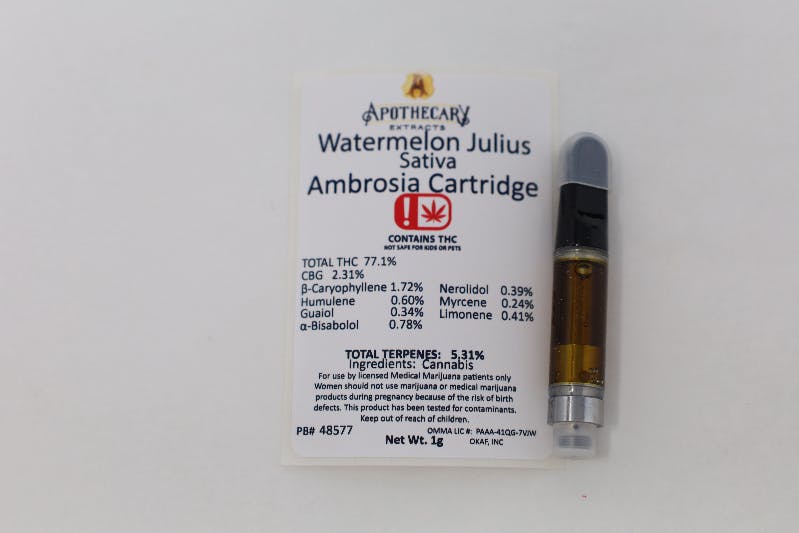 APOTHECARY
EXTRACTS
Watermelon Julius
Sativa
Ambrosia Cartridge
!
CONTAINS THC
NOT SAFE FOR KIDS OR PETS
TOTAL THC 77.1%
CBG 2.31%
β-Caryophyllene 1.72% Nerolidol 0.39%
Humulene 0.60% Myrcene 0.24%
Guaiol 0.34% Limonene 0.41%
α-Bisabolol 0.78%
TOTAL TERPENES: 5.31%
Ingredients: Cannabis
For use by licensed Medical Marijuana patients only
Women should not use marijuana or medical marijuana
products during pregnancy because of the risk of birth
defects. This product has been tested for contaminants.
Keep out of reach of children.
PB# 48577 OMMA LIC #: PAAA-41QG-7VJW
Net Wt. 1g OKAF, INC